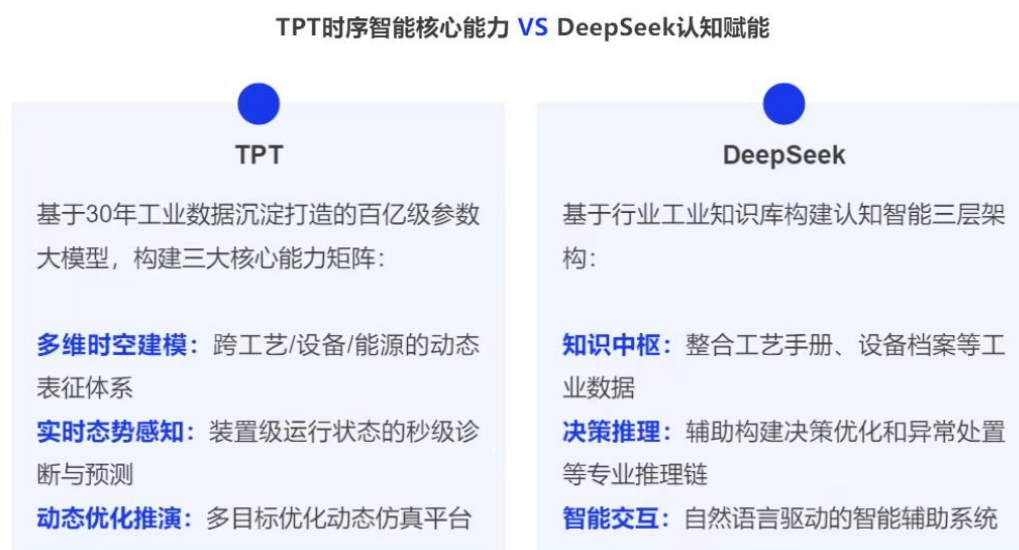 TPT时序智能核心能力 VS DeepSeek认知赋能
TPT
基于30年工业数据沉淀打造的百亿级参数
大模型，构建三大核心能力矩阵：
多维时空建模：跨工艺/设备/能源的动态
表征体系
实时态势感知：装置级运行状态的秒级诊
断与预测
动态优化推演：多目标优化动态仿真平台
DeepSeek
基于行业工业知识库构建认知智能三层架
构：
知识中枢：整合工艺手册、设备档案等工
业数据
决策推理：辅助构建决策优化和异常处置
等专业推理链
智能交互：自然语言驱动的智能辅助系统